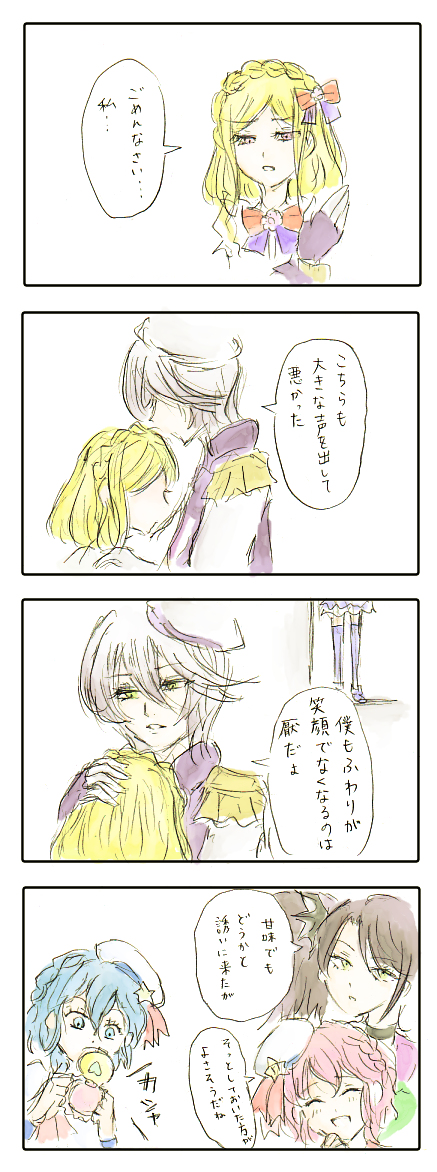 ごめんなさい…
私…
こちらも
大きな声を出して
悪かった
僕もふわりが
笑顔でなくなるのは
厭だよ
甘味でも
どうかと
誘いに来たが
そっとしておいた方が
よさそうだね
カシャ